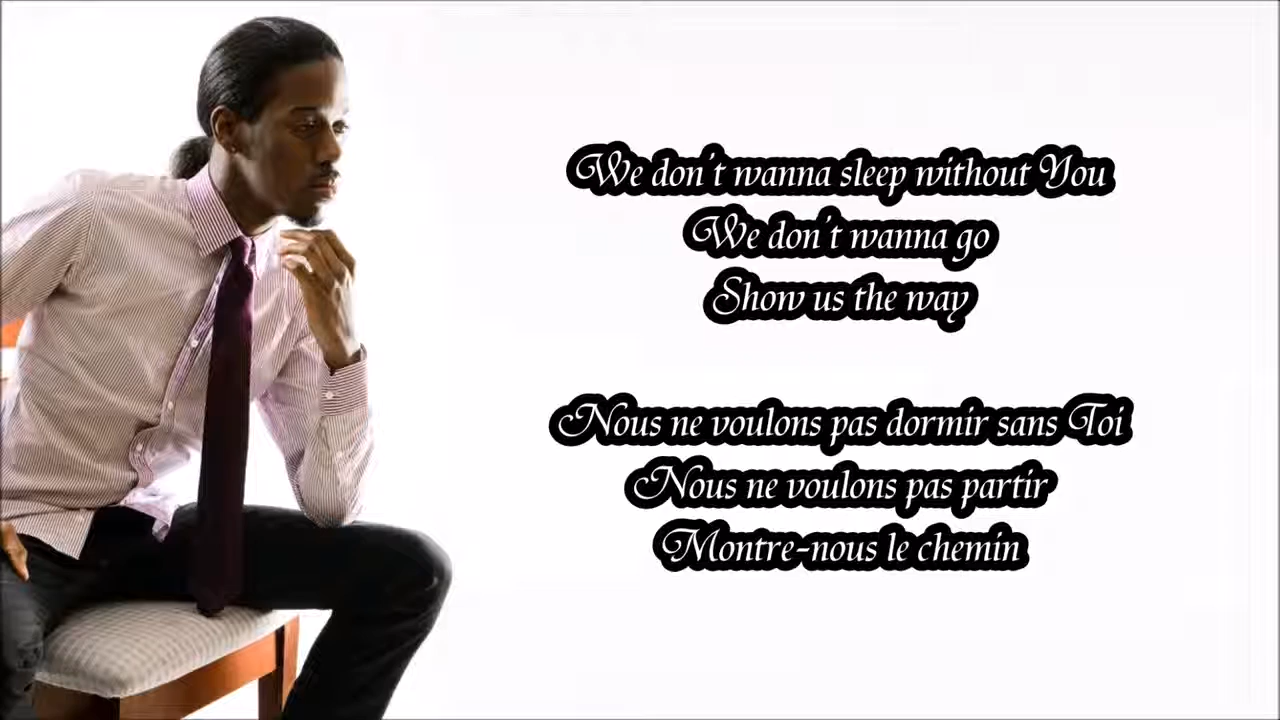 We don't wanna sleep without You
We don't wanna go
Show us the way
Nous ne voulons pas dormir sans Toi
Nous ne voulons pas partir
Montre-nous le chemin